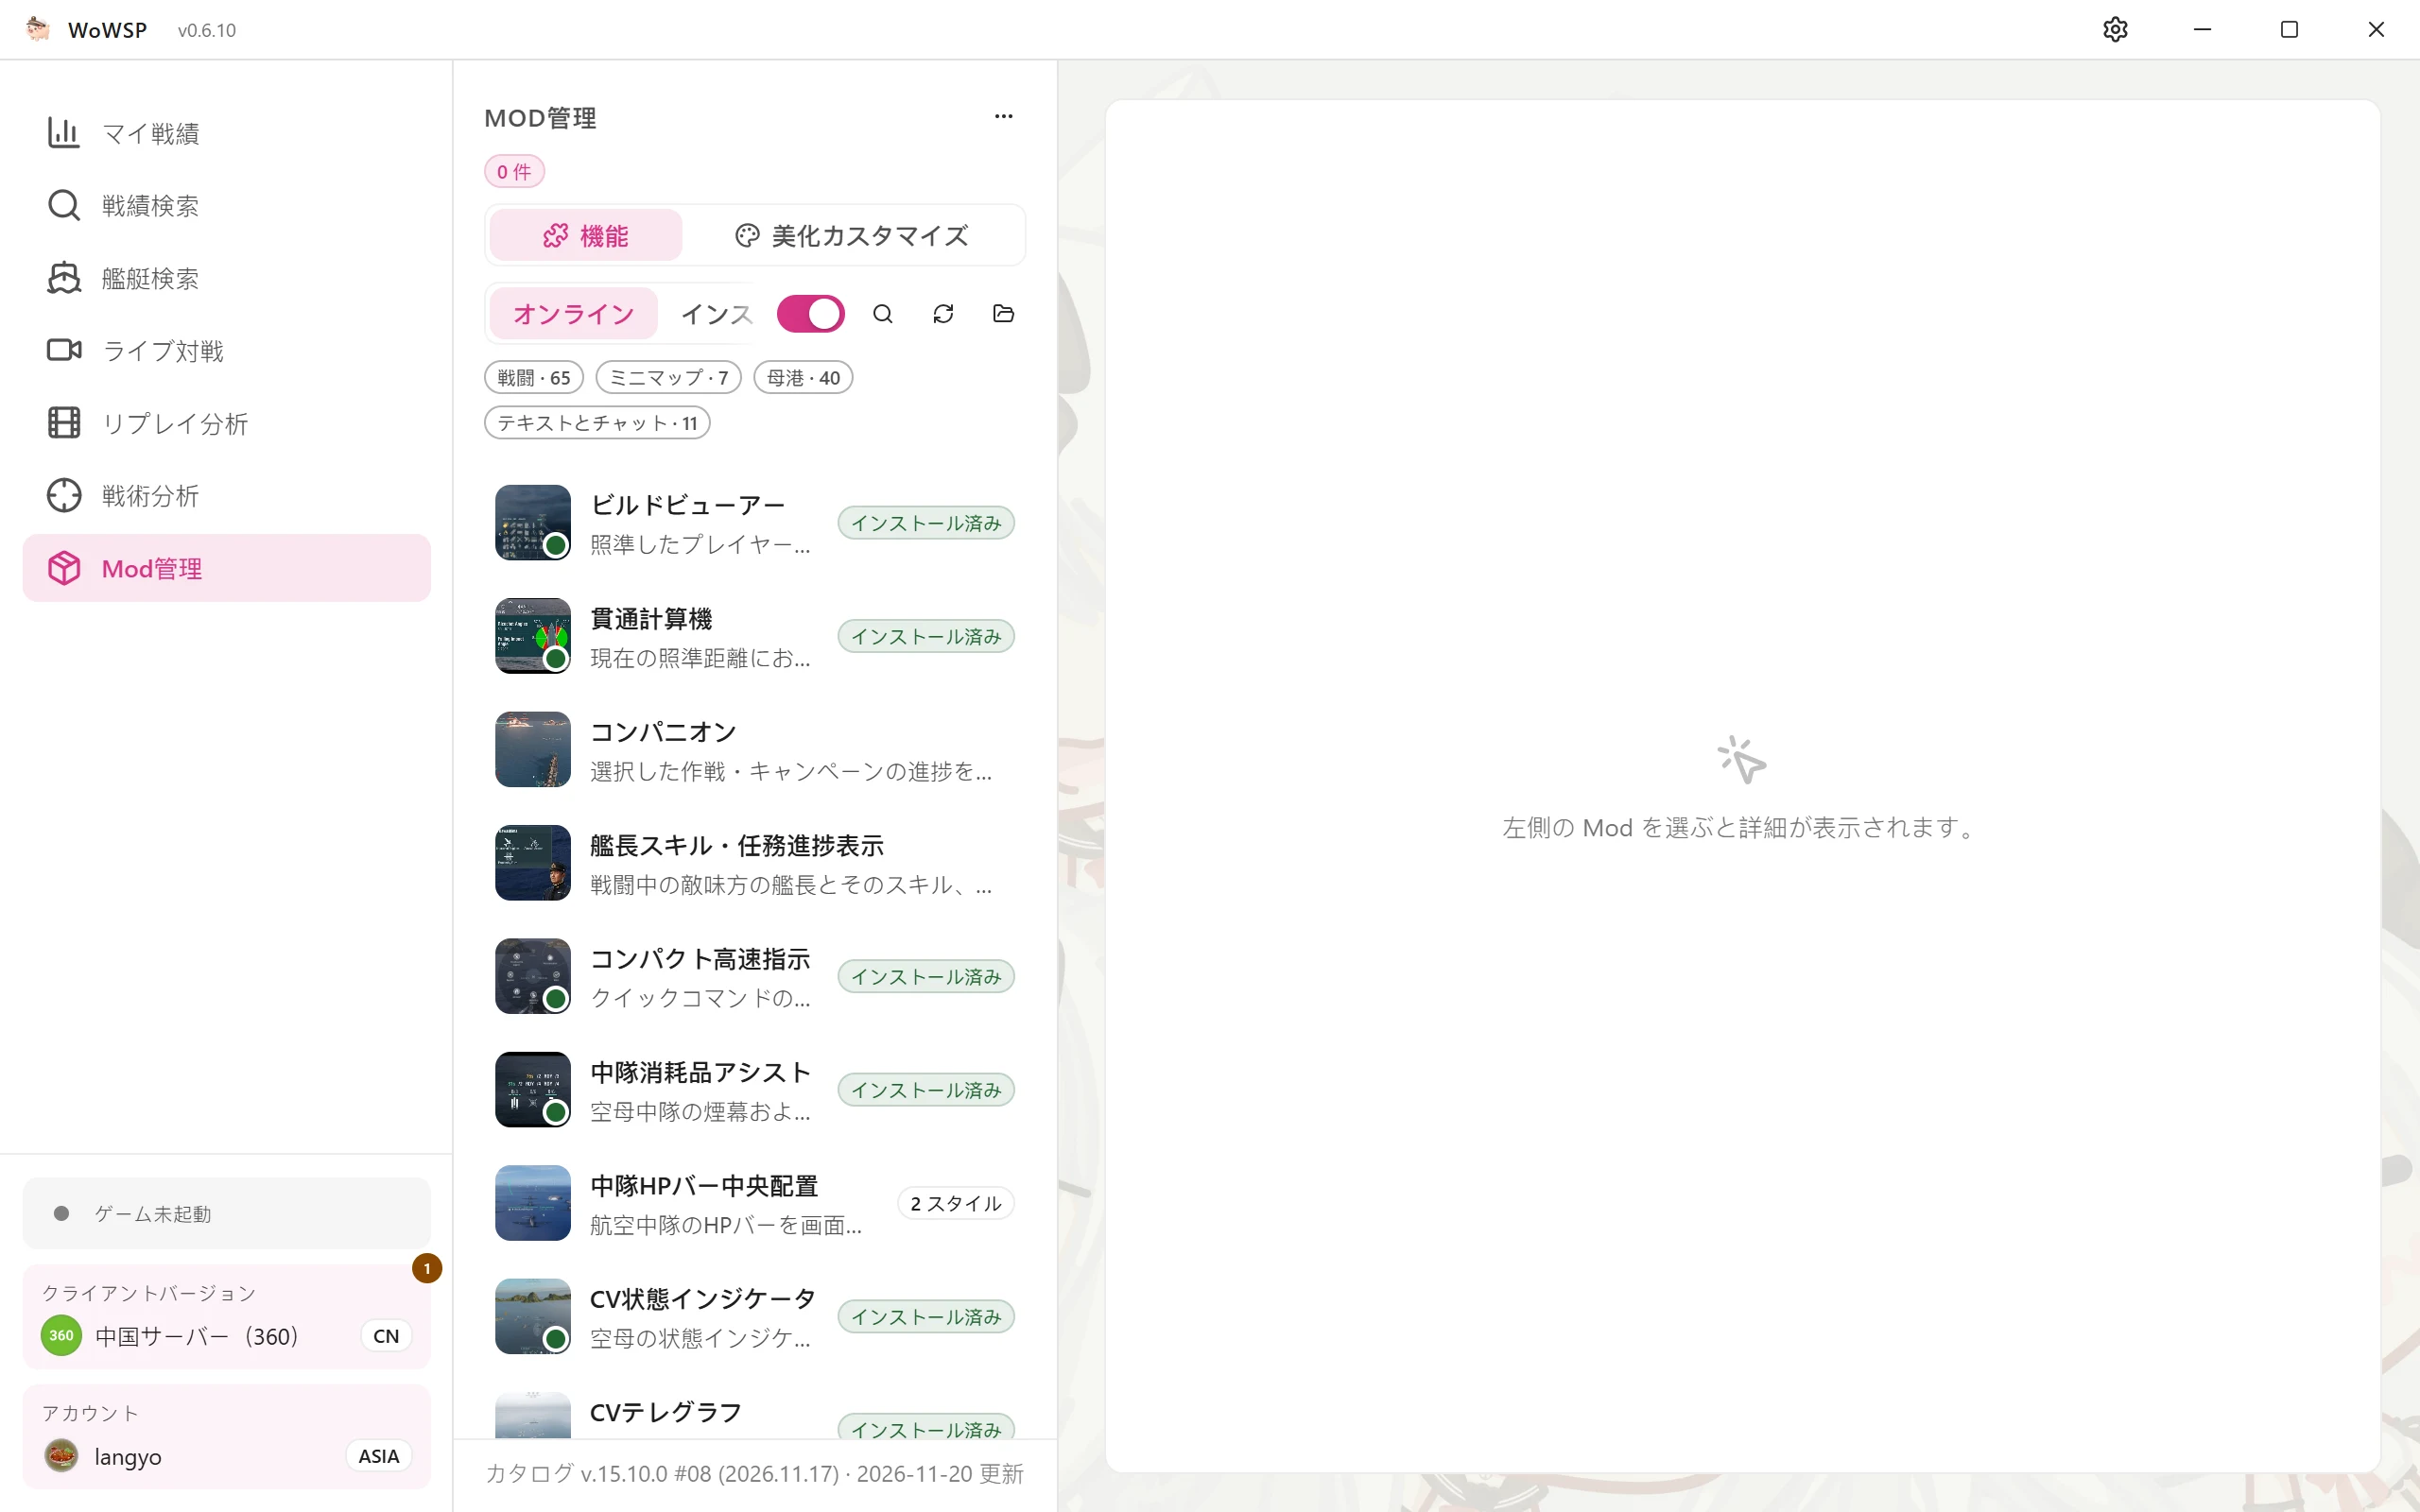 WoWSP v0.6.10
マイ戦績
戦績検索
艦艇検索
ライブ対戦
リプレイ分析
戦術分析
Mod管理
ゲーム未起動
1
クライアントバージョン
360 中国サーバー（360） CN
アカウント
langyo ASIA
MOD管理
0 件
機能 美化カスタマイズ
オンライン インス
戦闘 · 65 ミニマップ · 7 母港 · 40
テキストとチャット · 11
ビルドビューアー
照準したプレイヤー...
インストール済み
貫通計算機
現在の照準距離にお...
インストール済み
コンパニオン
選択した作戦・キャンペーンの進捗を...
艦長スキル・任務進捗表示
戦闘中の敵味方の艦長とそのスキル、...
コンパクト高速指示
クイックコマンドの...
インストール済み
中隊消耗品アシスト
空母中隊の煙幕およ...
インストール済み
中隊HPバー中央配置
航空中隊のHPバーを画面...
2 スタイル
CV状態インジケータ
空母の状態インジケ...
インストール済み
CVテレグラフ
インストール済み
カタログ v.15.10.0 #08 (2026.11.17) · 2026-11-20 更新
左側の Mod を選ぶと詳細が表示されます。